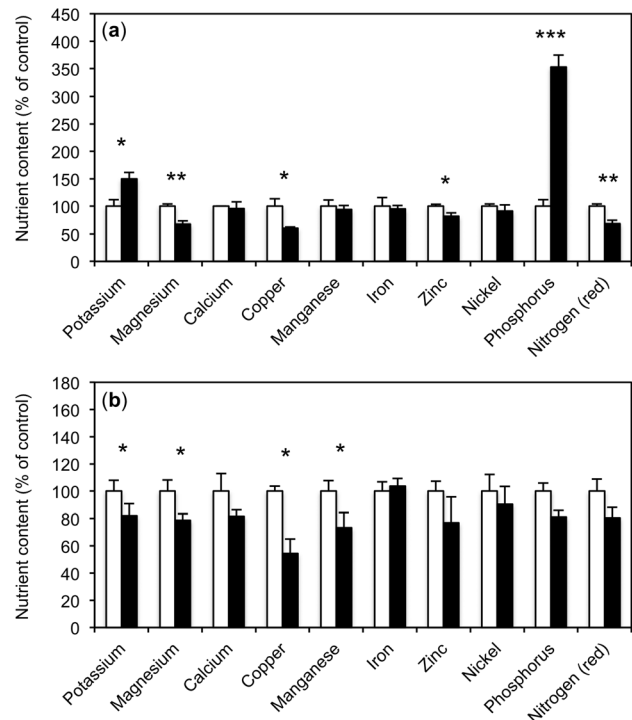 Nutrient content (% of control)
450
400
350
300
250
200
150
100
50
0
(a)
*
**
*
*
***
**
Potassium
Magnesium
Calcium
Copper
Manganese
Iron
Zinc
Nickel
Phosphorus
Nitrogen (red)
Nutrient content (% of control)
180
160
140
120
100
80
60
40
20
0
(b)
*
*
*
*
Potassium
Magnesium
Calcium
Copper
Manganese
Iron
Zinc
Nickel
Phosphorus
Nitrogen (red)